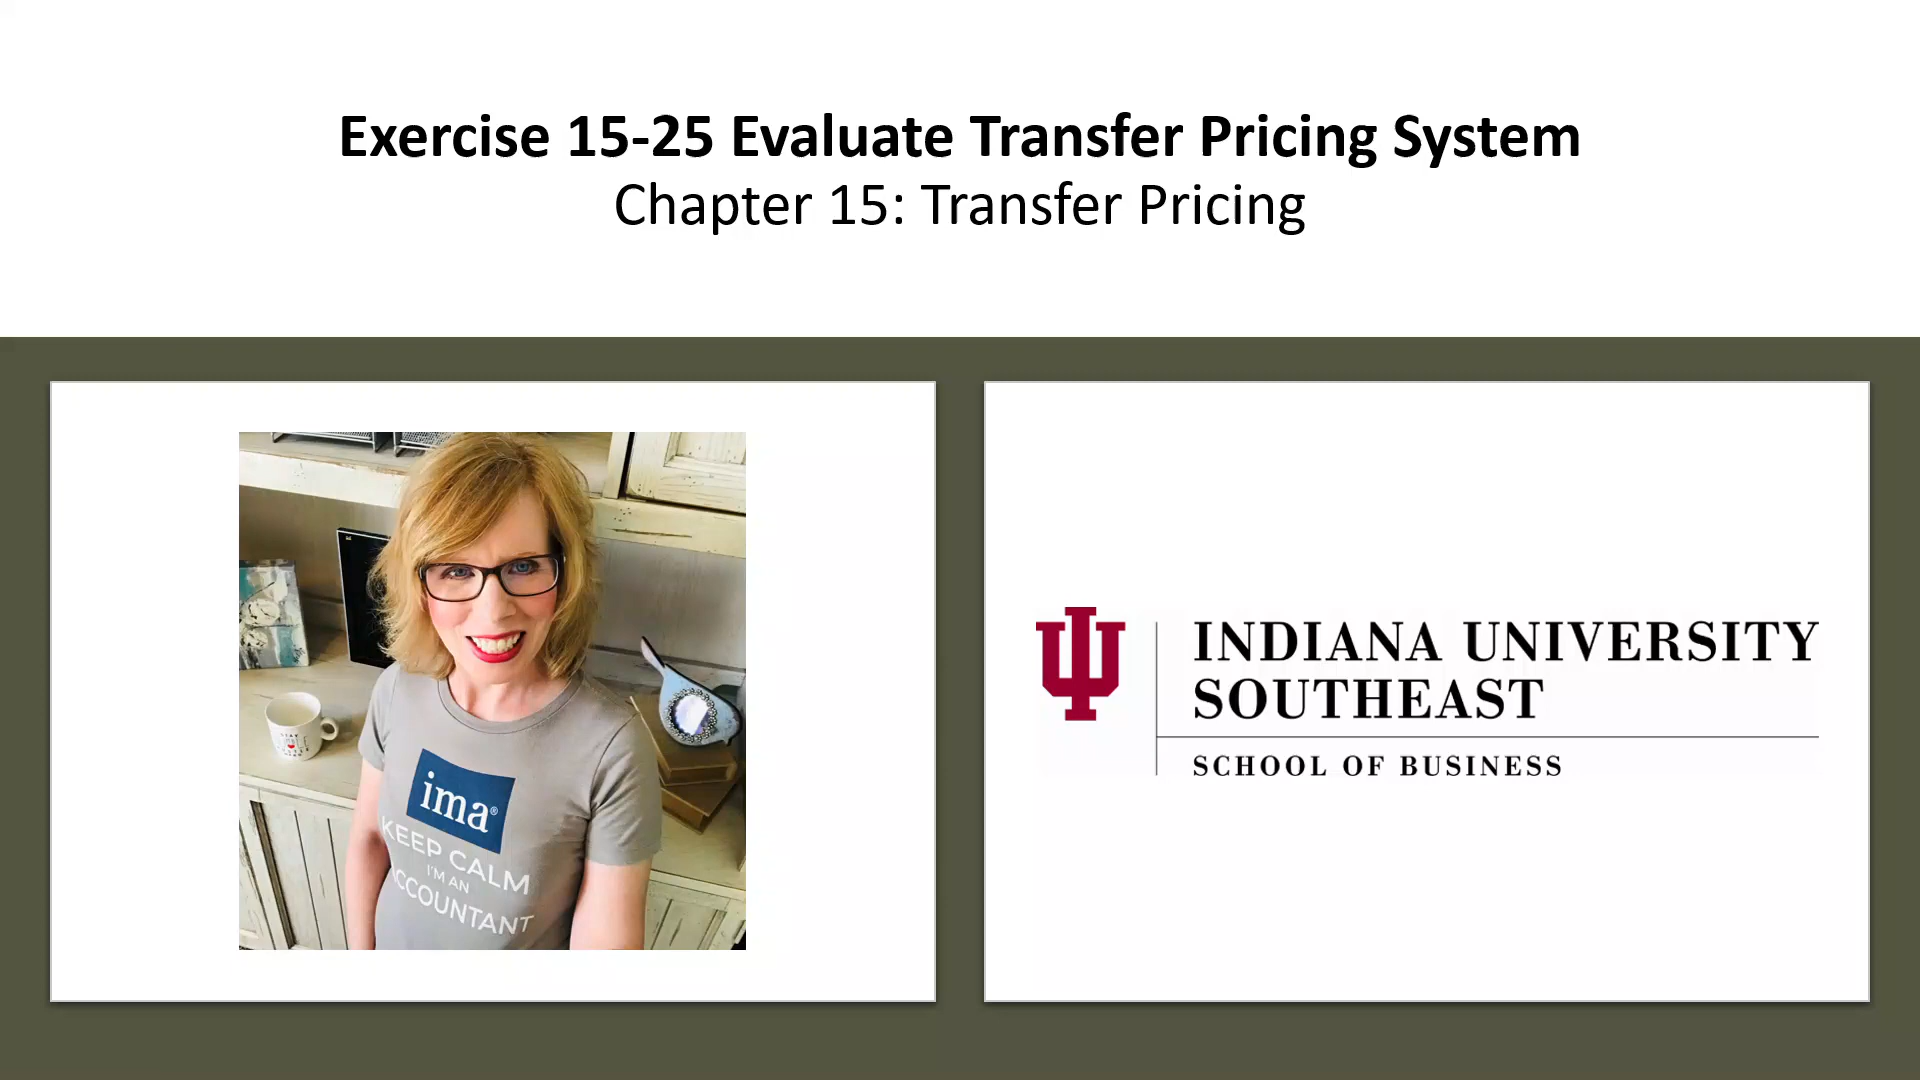 Exercise 15-25 Evaluate Transfer Pricing System
Chapter 15: Transfer Pricing
ima®
KEEP CALM
I'M AN
ACCOUNTANT
INDIANA UNIVERSITY
SOUTHEAST
SCHOOL OF BUSINESS